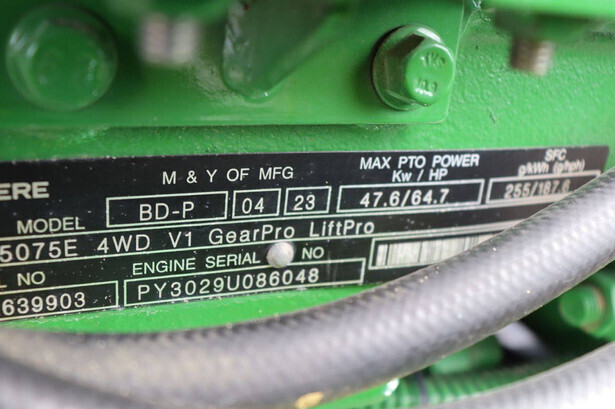 ERE M & Y OF MFG MAX PTO POWER SFC
Kw / HP g/kWh (g/hph)
MODEL BD-P 04 23 47.6/64.7 255/187.6
5075E 4WD V1 GearPro LiftPro
L NO ENGINE SERIAL NO
639903 PY3029U086048